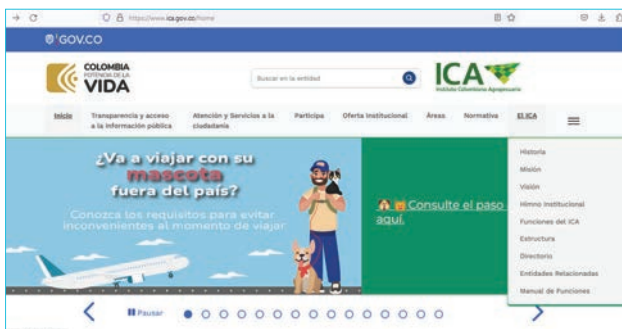 https://www.ica.gov.co/home
GOV.CO
COLOMBIA
POTENCIA DE LA
VIDA
Buscar en la entidad
ICA
Instituto Colombiano Agropecuario
Inicio
Transparencia y acceso
a la información pública
Atención y Servicios a la
ciudadanía
Participa
Oferta Institucional
Áreas
Normativa
El ICA
¿Va a viajar con su
mascota
fuera del país?
Conozca los requisitos para evitar
inconvenientes al momento de viajar
Consulte el paso
aquí.
Historia
Misión
Visión
Himno Institucional
Funciones del ICA
Estructura
Directorio
Entidades Relacionadas
Manual de Funciones
Pausar